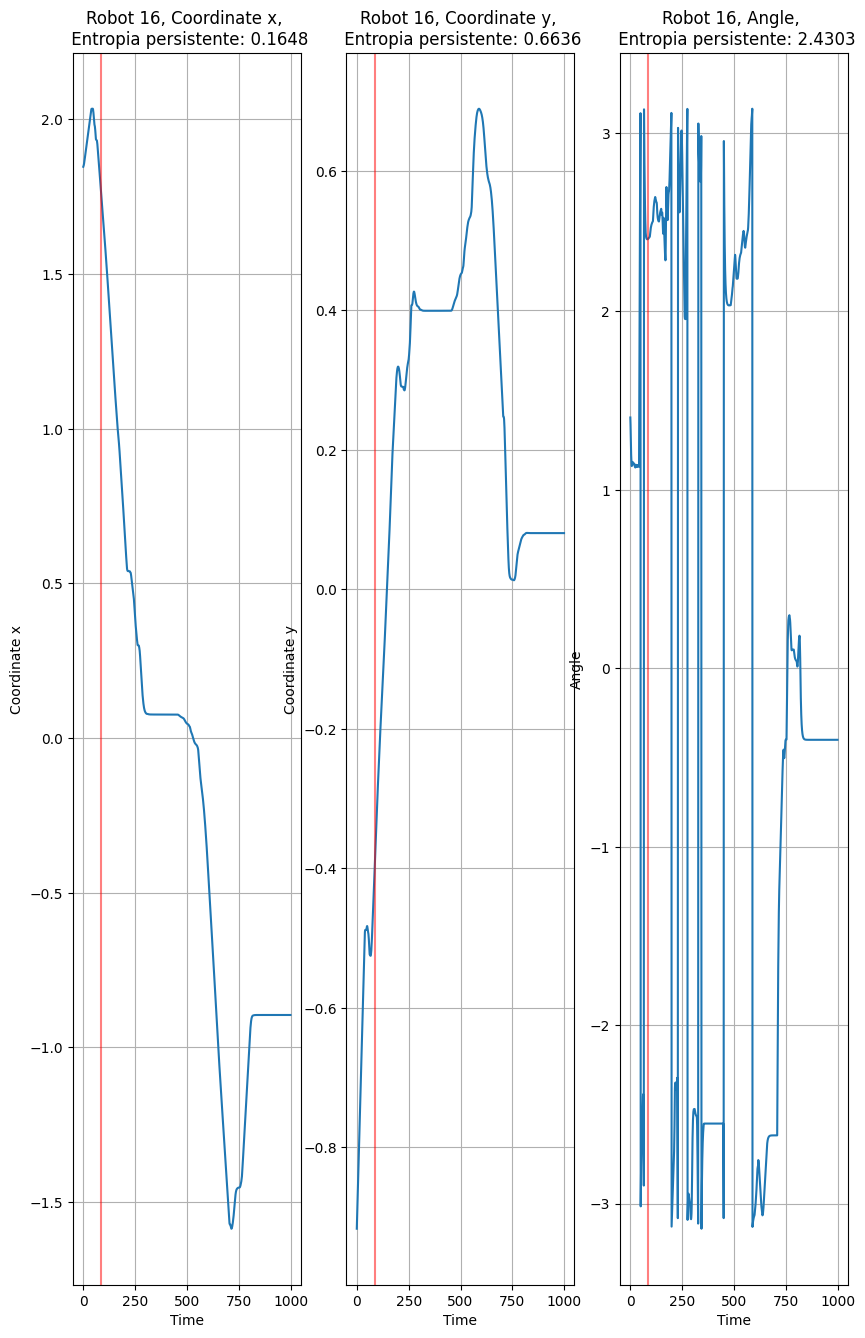 Robot 16, Coordinate x,
Entropia persistente: 0.1648
Coordinate x
2.0
1.5
1.0
0.5
0.0
−0.5
−1.0
−1.5
0 250 500 750 1000
Time
Robot 16, Coordinate y,
Entropia persistente: 0.6636
Coordinate y
0.6
0.4
0.2
0.0
−0.2
−0.4
−0.6
−0.8
0 250 500 750 1000
Time
Robot 16, Angle,
Entropia persistente: 2.4303
Angle
3
2
1
0
−1
−2
−3
0 250 500 750 1000
Time